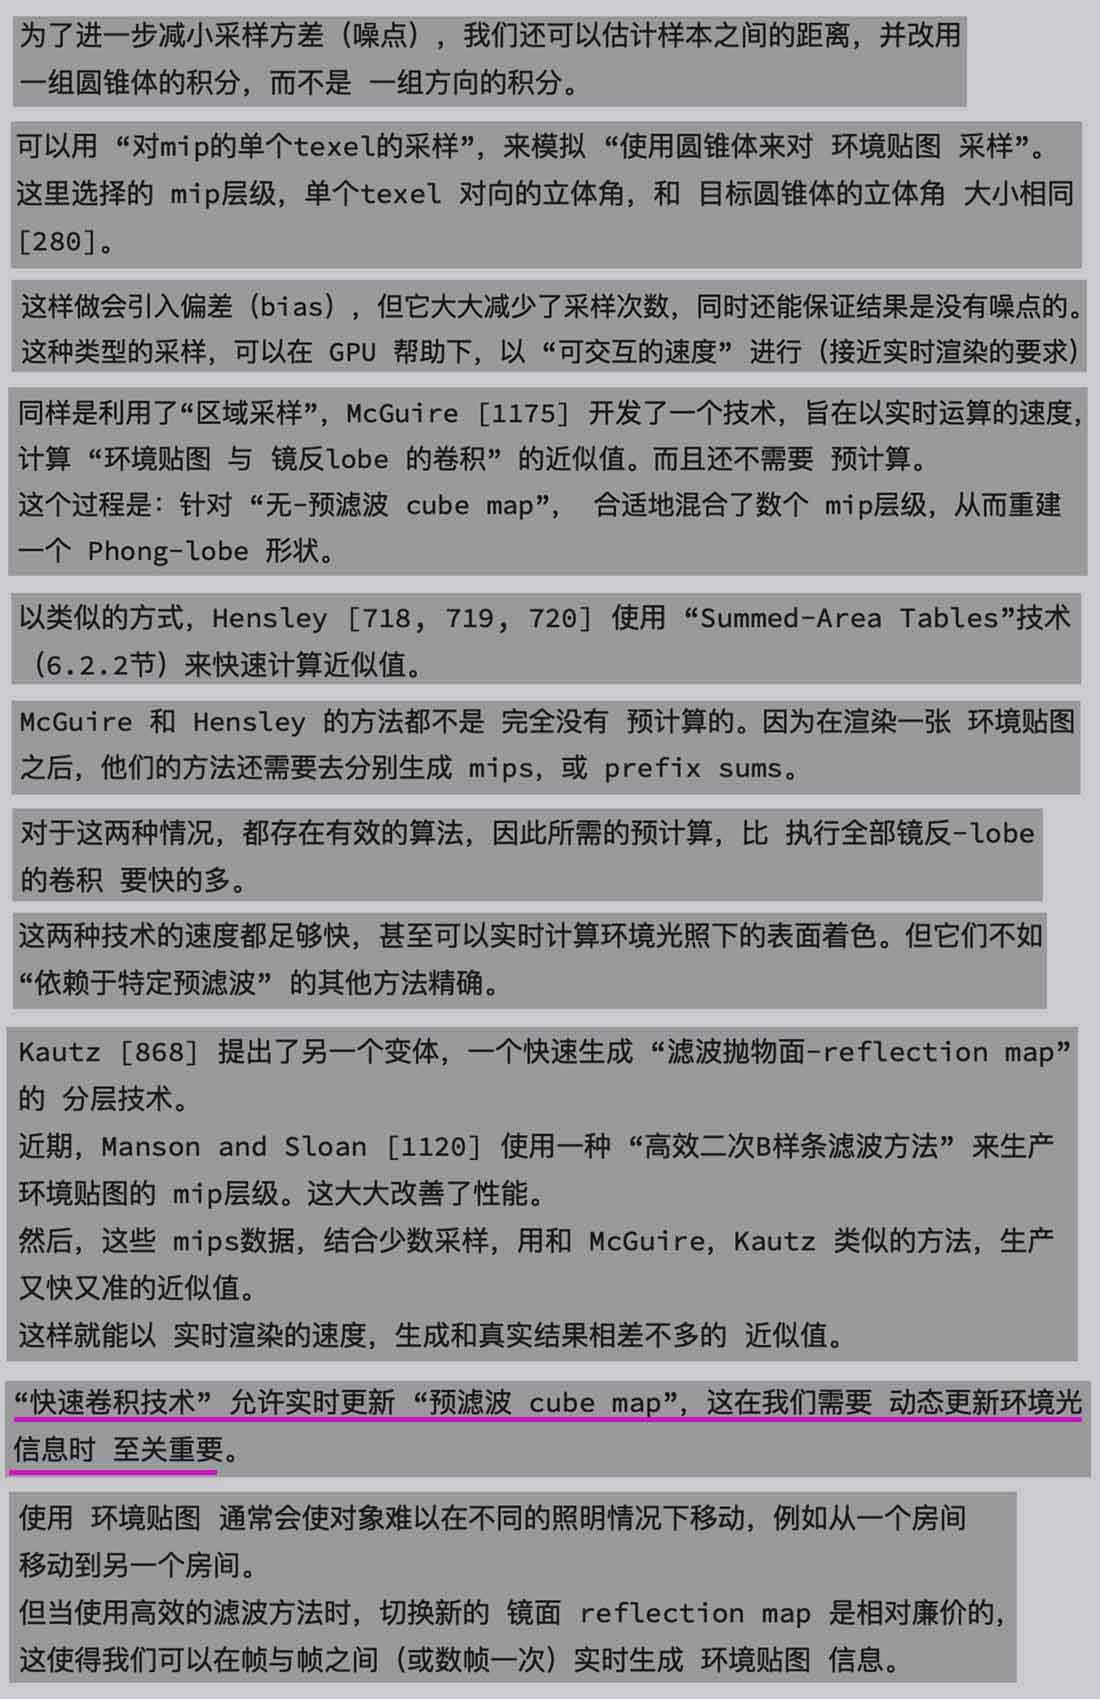 为了进一步减小采样方差（噪点），我们还可以估计样本之间的距离，并改用
一组圆锥体的积分，而不是 一组方向的积分。
可以用 “对mip的单个texel的采样”，来模拟 “使用圆锥体来对 环境贴图 采样”。
这里选择的 mip层级，单个texel 对向的立体角，和 目标圆锥体的立体角 大小相同
[280]。
这样做会引入偏差（bias），但它大大减少了采样次数，同时还能保证结果是没有噪点的。
这种类型的采样，可以在 GPU 帮助下，以 “可交互的速度” 进行（接近实时渲染的要求）
同样是利用了“区域采样”，McGuire [1175] 开发了一个技术，旨在以实时运算的速度，
计算 “环境贴图 与 镜反lobe 的卷积” 的近似值。而且还不需要 预计算。
这个过程是：针对 “无-预滤波 cube map”， 合适地混合了数个 mip层级，从而重建
一个 Phong-lobe 形状。
以类似的方式，Hensley [718, 719, 720] 使用 “Summed-Area Tables”技术
（6.2.2节）来快速计算近似值。
McGuire 和 Hensley 的方法都不是 完全没有 预计算的。因为在渲染一张 环境贴图
之后，他们的方法还需要去分别生成 mips，或 prefix sums。
对于这两种情况，都存在有效的算法，因此所需的预计算，比 执行全部镜反-lobe
的卷积 要快的多。
这两种技术的速度都足够快，甚至可以实时计算环境光照下的表面着色。但它们不如
“依赖于特定预滤波” 的其他方法精确。
Kautz [868] 提出了另一个变体，一个快速生成 “滤波抛物面-reflection map”
的 分层技术。
近期，Manson and Sloan [1120] 使用一种 “高效二次B样条滤波方法” 来生产
环境贴图的 mip层级。这大大改善了性能。
然后，这些 mips数据，结合少数采样，用和 McGuire，Kautz 类似的方法，生产
又快又准的近似值。
这样就能以 实时渲染的速度，生成和真实结果相差不多的 近似值。
“快速卷积技术” 允许实时更新 “预滤波 cube map”，这在我们需要 动态更新环境光
信息时 至关重要。
使用 环境贴图 通常会使对象难以在不同的照明情况下移动，例如从一个房间
移动到另一个房间。
但当使用高效的滤波方法时，切换新的 镜面 reflection map 是相对廉价的，
这使得我们可以在帧与帧之间（或数帧一次）实时生成 环境贴图 信息。